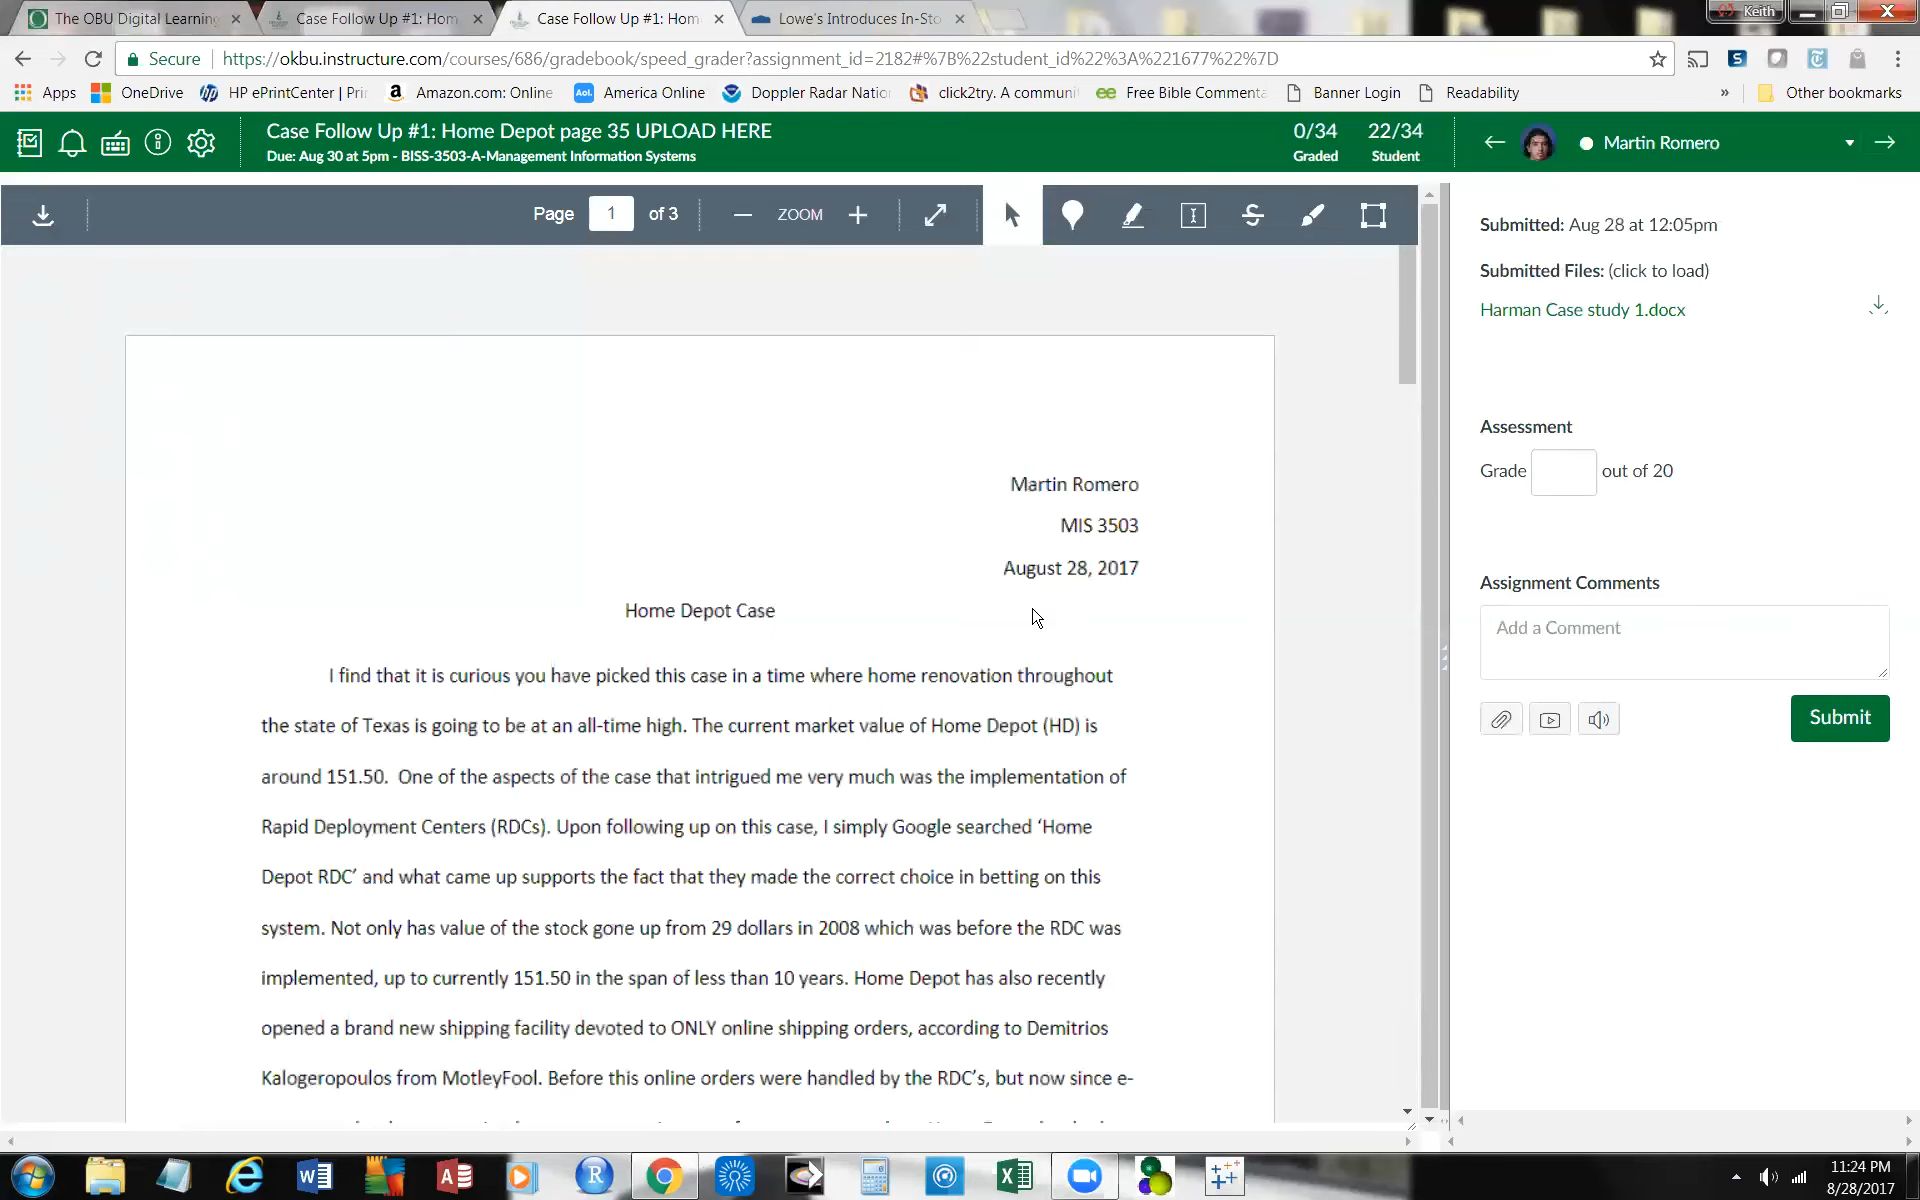 The OBU Digital Learning
Case Follow Up #1: Hom
Case Follow Up #1: Hom
Lowe's Introduces In-Sto
Keith
Secure
https://okbu.instructure.com/courses/686/gradebook/speed_grader?assignment_id=2182#%7B%22student_id%22%3A%221677%22%7D
Apps
OneDrive
HP ePrintCenter | Pri
Amazon.com: Online
Aol.
America Online
Doppler Radar Natio
click2try. A communi
Free Bible Commenta
Banner Login
Readability
»
Other bookmarks
Case Follow Up #1: Home Depot page 35 UPLOAD HERE
Due: Aug 30 at 5pm - BISS-3503-A-Management Information Systems
0/34
Graded
22/34
Student
Martin Romero
Page 1 of 3
ZOOM
Martin Romero
MIS 3503
August 28, 2017
Home Depot Case
I find that it is curious you have picked this case in a time where home renovation throughout
the state of Texas is going to be at an all-time high. The current market value of Home Depot (HD) is
around 151.50.  One of the aspects of the case that intrigued me very much was the implementation of
Rapid Deployment Centers (RDCs). Upon following up on this case, I simply Google searched ‘Home
Depot RDC’ and what came up supports the fact that they made the correct choice in betting on this
system. Not only has value of the stock gone up from 29 dollars in 2008 which was before the RDC was
implemented, up to currently 151.50 in the span of less than 10 years. Home Depot has also recently
opened a brand new shipping facility devoted to ONLY online shipping orders, according to Demitrios
Kalogeropoulos from MotleyFool. Before this online orders were handled by the RDC’s, but now since e-
Submitted: Aug 28 at 12:05pm
Submitted Files: (click to load)
Harman Case study 1.docx
Assessment
Grade
out of 20
Assignment Comments
Add a Comment
Submit
11:24 PM
8/28/2017